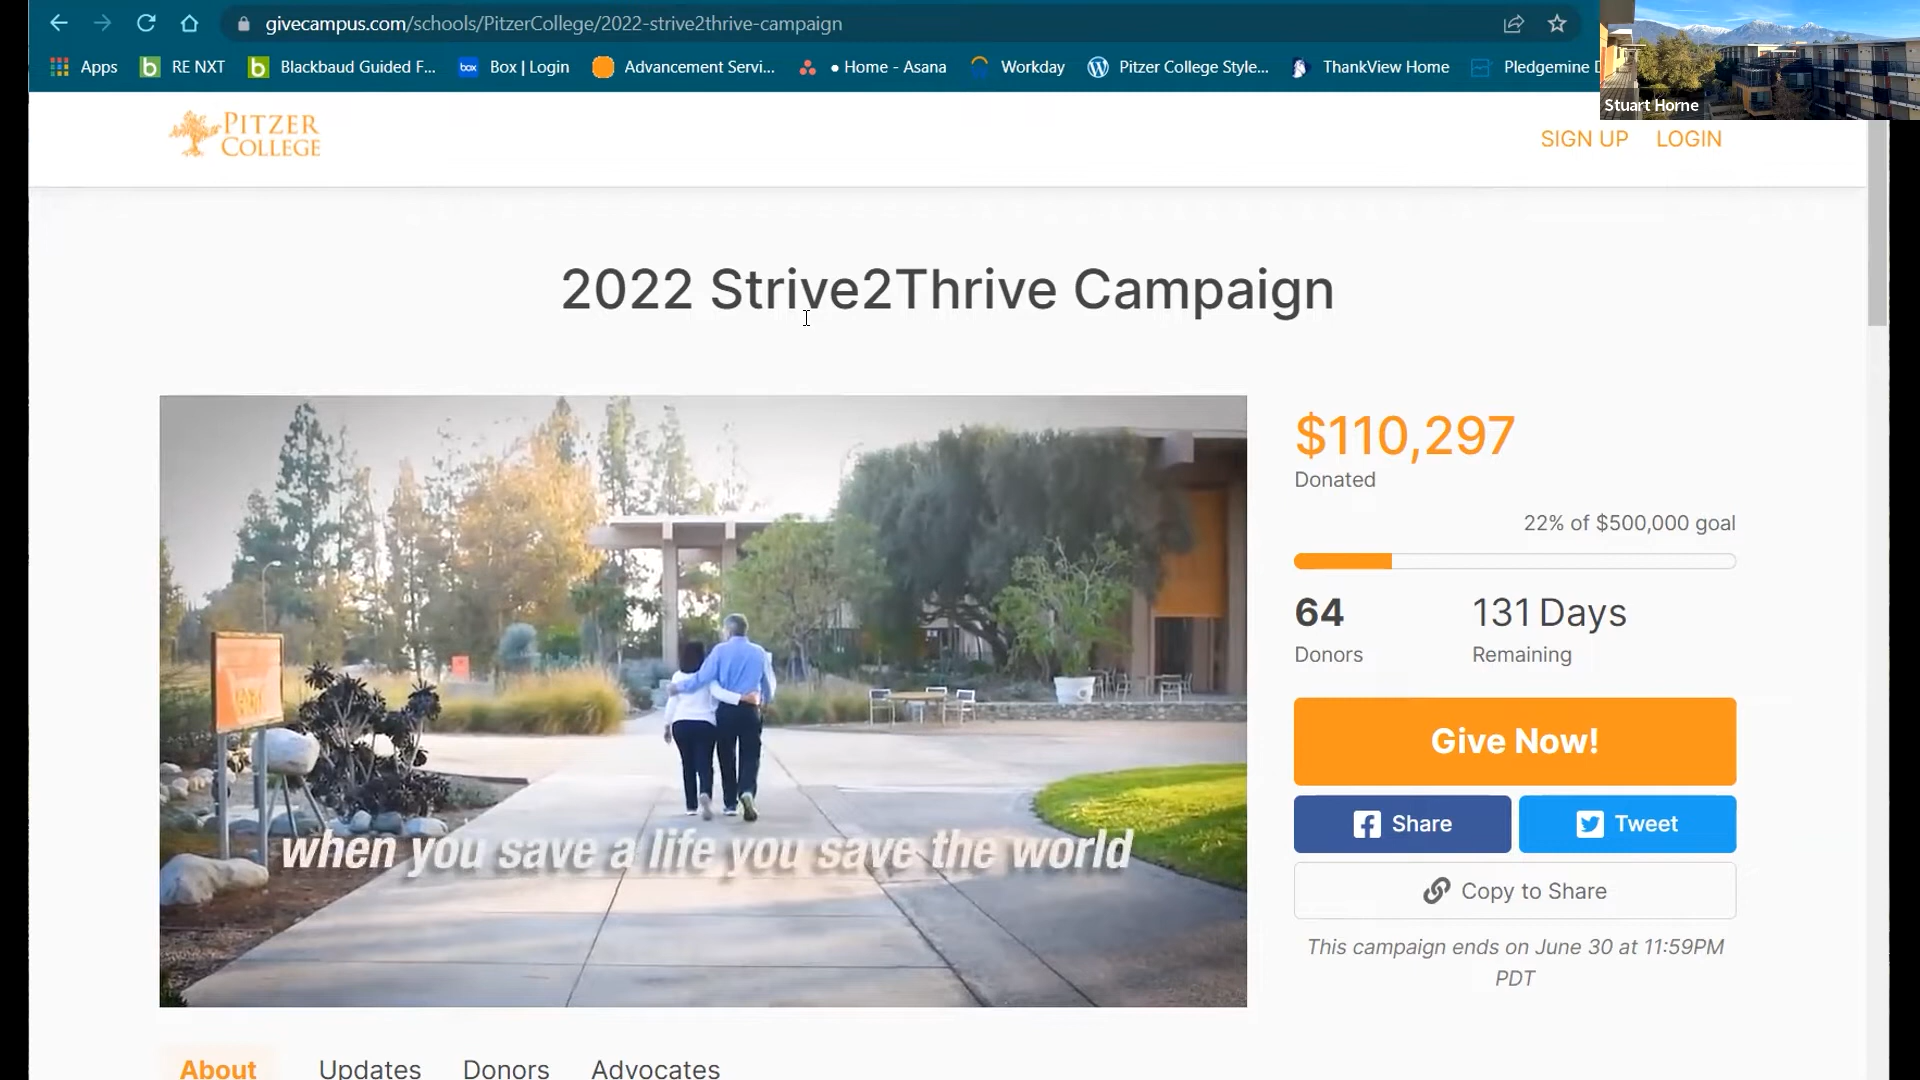 givecampus.com/schools/PitzerCollege/2022-strive2thrive-campaign
Apps RE NXT Blackbaud Guided F... Box | Login Advancement Servi... • Home - Asana Workday Pitzer College Style... ThankView Home Pledgemine
Stuart Horne
PITZER
COLLEGE
SIGN UP LOGIN
2022 Strive2Thrive Campaign
$110,297
Donated
22% of $500,000 goal
64 131 Days
Donors Remaining
Give Now!
Share Tweet
Copy to Share
This campaign ends on June 30 at 11:59PM
PDT
when you save a life you save the world
About Updates Donors Advocates